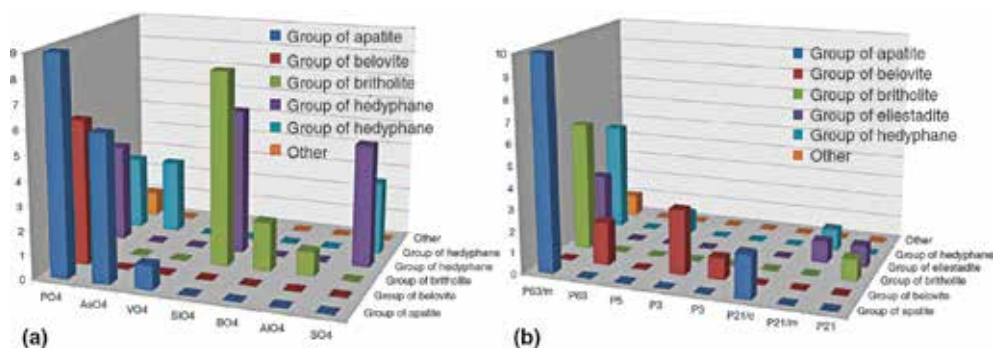 9
8
7
6
5
4
3
2
1
0
Group of apatite
Group of belovite
Group of britholite
Group of hedyphane
Group of hedyphane
Other
PO4
AsO4
VO4
SIO4
BO4
AlO4
SO4
Other
Group of hedyphane
Group of hedyphane
Group of britholite
Group of belovite
Group of apatite
(a)
10
9
8
7
6
5
4
3
2
1
0
Group of apatite
Group of belovite
Group of britholite
Group of ellestadite
Group of hedyphane
Other
P63/m
P63
P5
P3
P3
P21/c
P21/m
P21
Other
Group of hedyphane
Group of ellestadite
Group of britholite
Group of belovite
Group of apatite
(b)